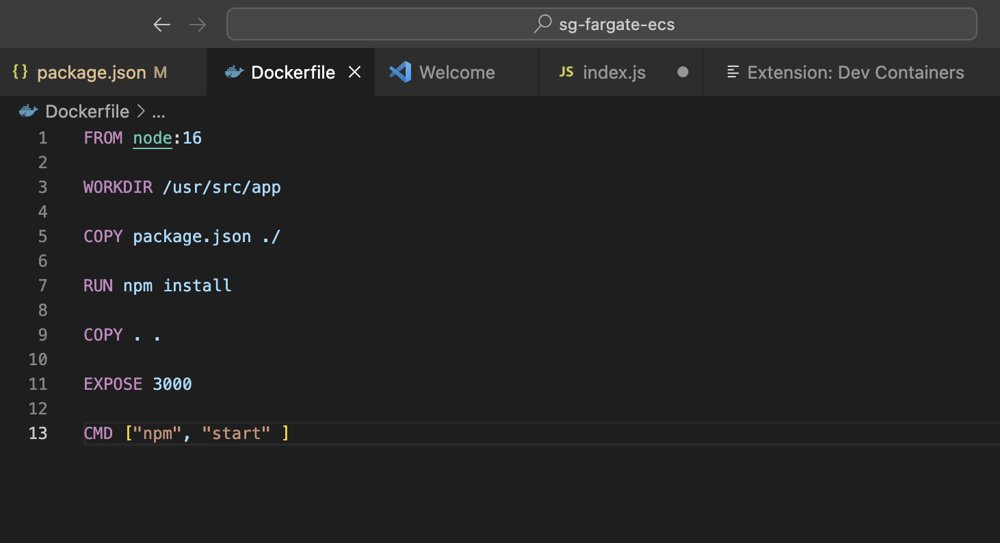 sg-fargate-ecs
{} package.json M
Dockerfile
Welcome
JS index.js
Extension: Dev Containers
Dockerfile > ...
1 FROM node:16
2
3 WORKDIR /usr/src/app
4
5 COPY package.json ./
6
7 RUN npm install
8
9 COPY . .
10
11 EXPOSE 3000
12
13 CMD ["npm", "start" ]